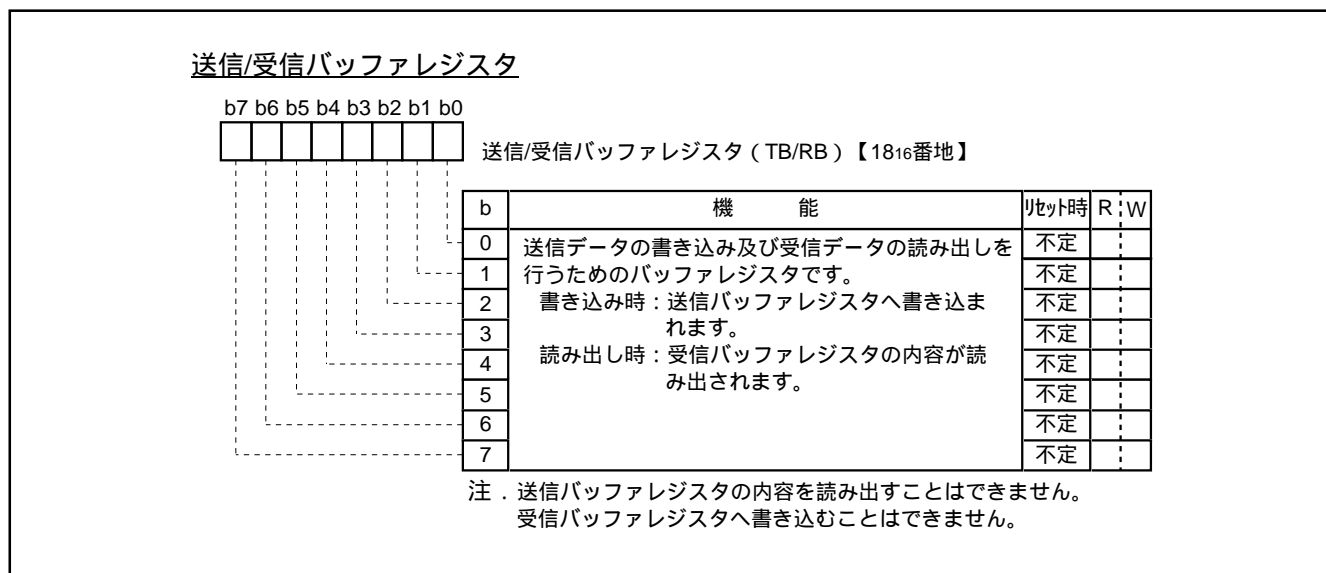 送信/受信バッファレジスタ
b7 b6 b5 b4 b3 b2 b1 b0
送信/受信バッファレジスタ（TB/RB）【1816番地】
b 機 能 リセット時 R W
0 送信データの書き込み及び受信データの読み出しを 不定
1 行うためのバッファレジスタです。 不定
2 書き込み時：送信バッファレジスタへ書き込ま 不定
3 れます。 不定
4 読み出し時：受信バッファレジスタの内容が読 不定
5 み出されます。 不定
6 不定
7 不定
注．送信バッファレジスタの内容を読み出すことはできません。
受信バッファレジスタへ書き込むことはできません。